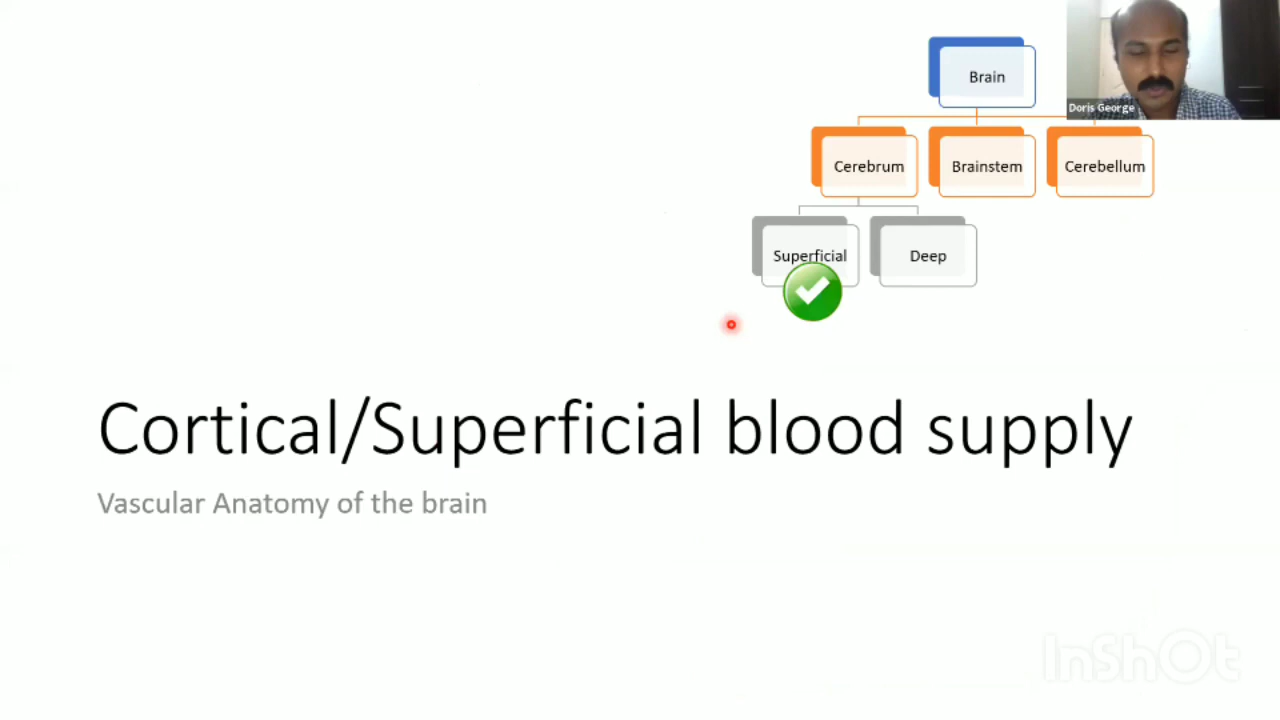 Brain
Doris George
Cerebrum
Brainstem
Cerebellum
Superficial
Deep
Cortical/Superficial blood supply
Vascular Anatomy of the brain
InShOt